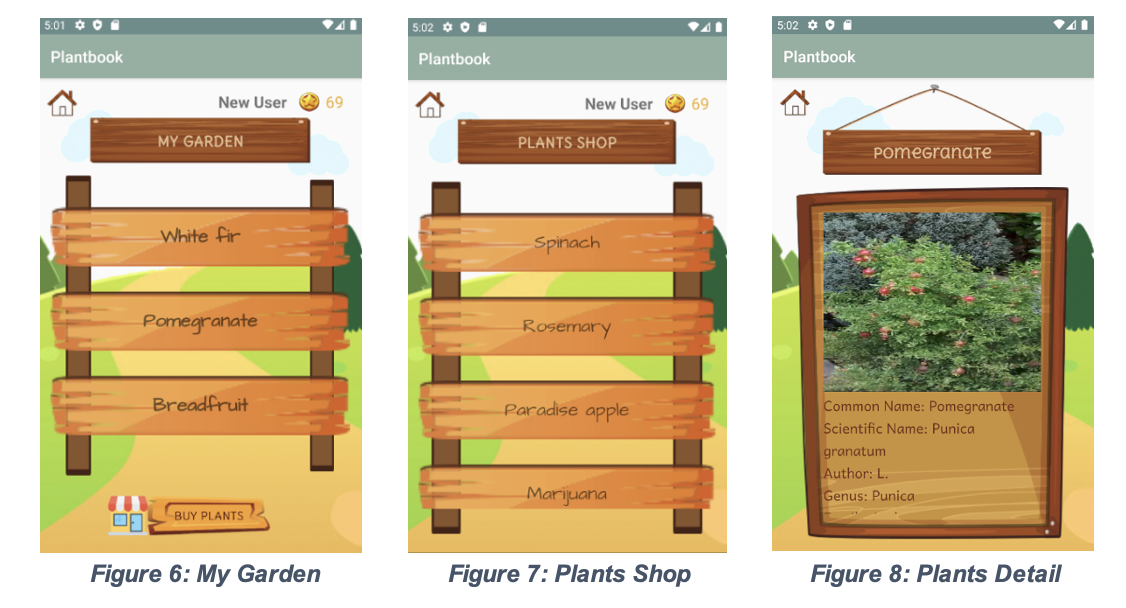 5:01
Plantbook
New User 69
MY GARDEN
White fir
Pomegranate
Breadfruit
BUY PLANTS
Figure 6: My Garden
5:02
Plantbook
New User 69
PLANTS SHOP
Spinach
Rosemary
Paradise apple
Marijuana
Figure 7: Plants Shop
5:02
Plantbook
Pomegranate
Common Name: Pomegranate
Scientific Name: Punica
granatum
Author: L.
Genus: Punica
Figure 8: Plants Detail